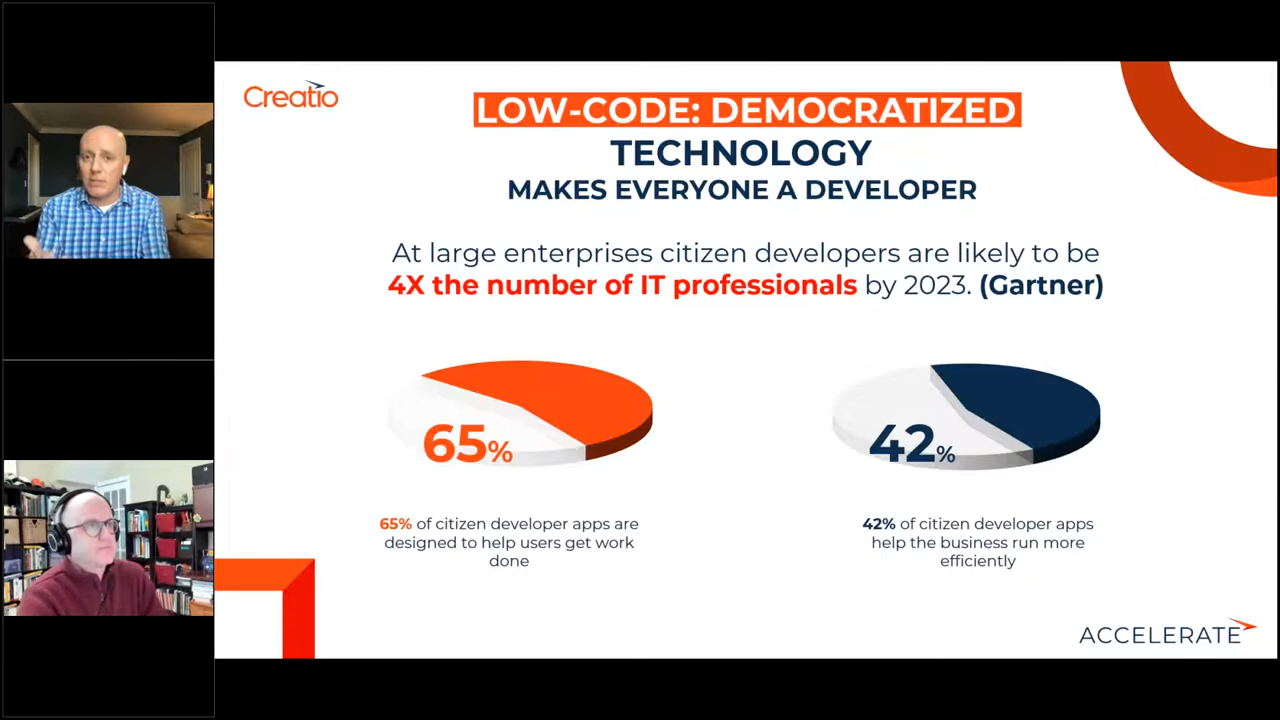 Creatio
LOW-CODE: DEMOCRATIZED
TECHNOLOGY
MAKES EVERYONE A DEVELOPER
At large enterprises citizen developers are likely to be
4X the number of IT professionals by 2023. (Gartner)
65%
42%
65% of citizen developer apps are
designed to help users get work
done
42% of citizen developer apps
help the business run more
efficiently
ACCELERATE